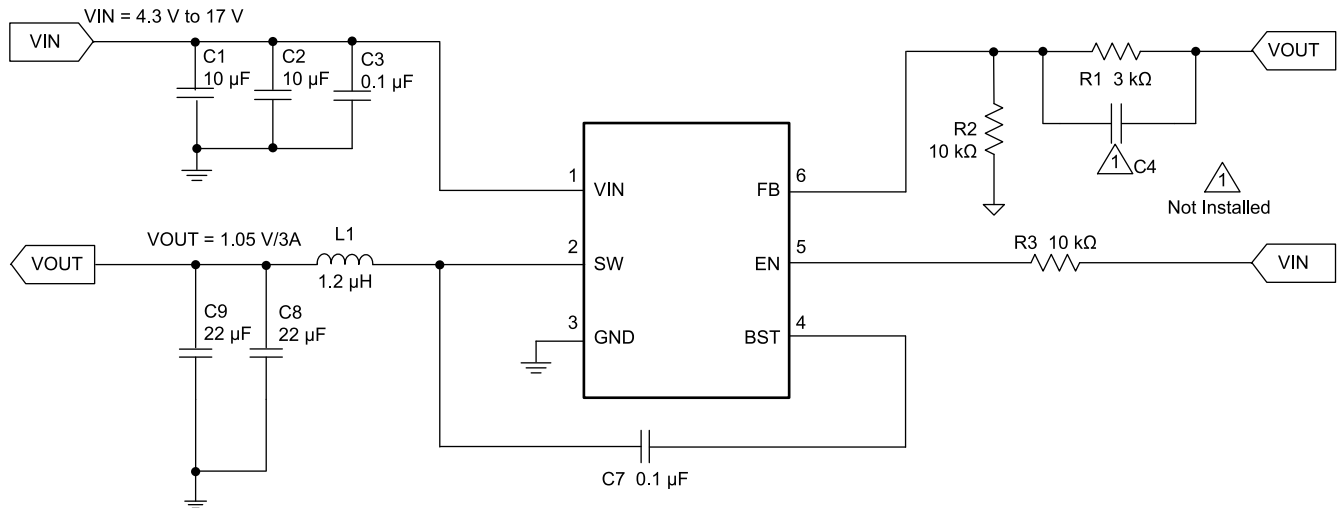 VIN = 4.3 V to 17 V
VIN
C1
10 µF
C2
10 µF
C3
0.1 µF
VOUT
R1 3 kΩ
R2
10 kΩ
1
C4
1
Not Installed
1
VIN
FB
6
VOUT = 1.05 V/3A
VOUT
L1
1.2 µH
2
SW
EN
5
R3 10 kΩ
VIN
C9
22 µF
C8
22 µF
3
GND
BST
4
C7 0.1 µF